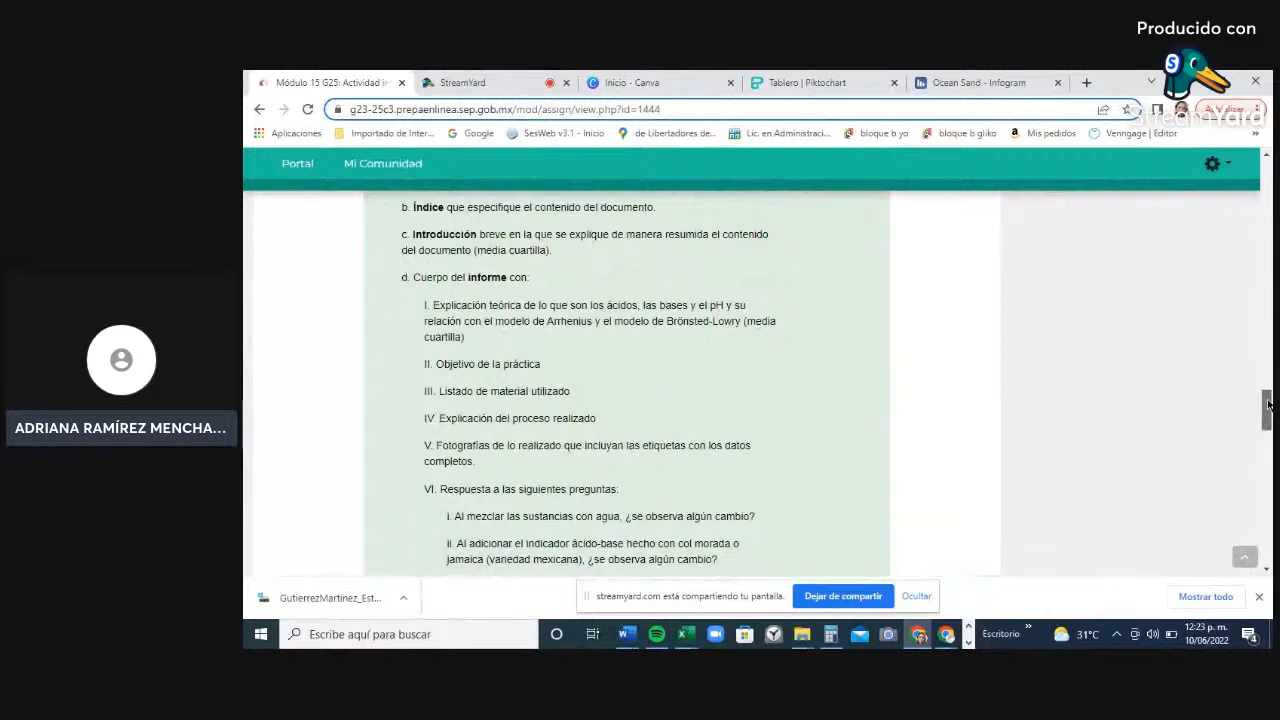 Producido con
Módulo 15 G25: Actividad in
StreamYard
Inicio - Canva
Tablero | Piktochart
Ocean Sand - Infogram
g23-25c3.prepaenlinea.sep.gob.mx/mod/assign/view.php?id=1444
StreamYard
Aplicaciones
Importado de Inter...
Google
SesWeb v3.1 - Inicio
de Libertadores de...
Lic. en Administraci...
bloque b yo
bloque b gliko
Mis pedidos
Venngage | Editor
»
Portal
Mi Comunidad
b. Índice que especifique el contenido del documento.
c. Introducción breve en la que se explique de manera resumida el contenido
del documento (media cuartilla).
d. Cuerpo del informe con:
I. Explicación teórica de lo que son los ácidos, las bases y el pH y su
relación con el modelo de Arrhenius y el modelo de Brönsted-Lowry (media
cuartilla)
II. Objetivo de la práctica
III. Listado de material utilizado
IV. Explicación del proceso realizado
V. Fotografías de lo realizado que incluyan las etiquetas con los datos
completos.
VI. Respuesta a las siguientes preguntas:
i. Al mezclar las sustancias con agua, ¿se observa algún cambio?
ii. Al adicionar el indicador ácido-base hecho con col morada o
jamaica (variedad mexicana), ¿se observa algún cambio?
ADRIANA RAMÍREZ MENCHA...
GutierrezMartínez_Est...
streamyard.com está compartiendo tu pantalla.
Dejar de compartir
Ocultar
Mostrar todo
Escribe aquí para buscar
Escritorio
31°C
12:23 p. m.
10/06/2022
4